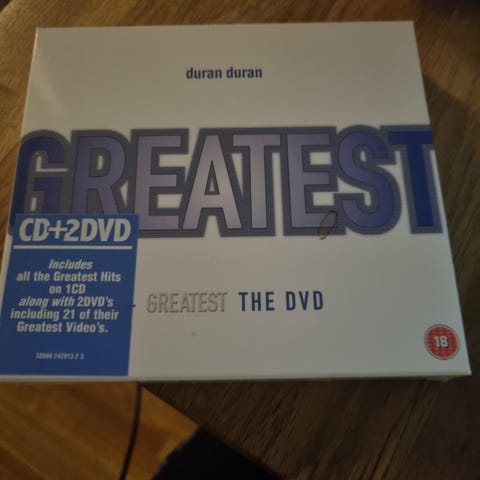 duran duran
GREATEST
CD+2DVD
Includes
all the Greatest Hits
on 1CD
along with 2DVD's
including 21 of their
Greatest Video's.
GREATEST THE DVD
18